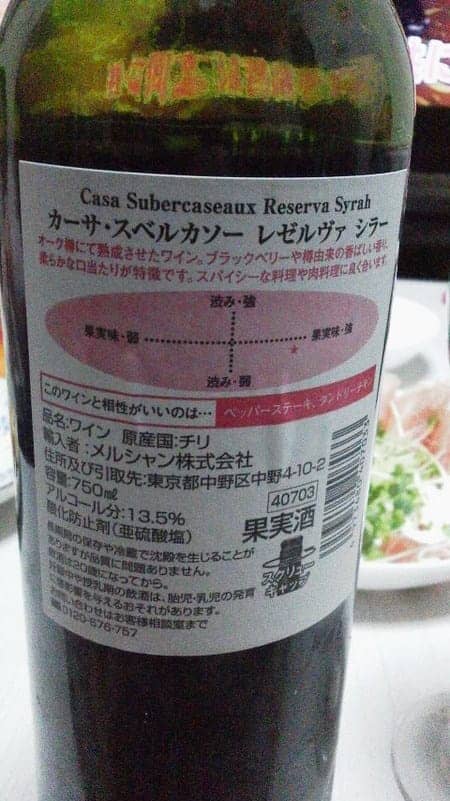 Casa Subercaseaux Reserva Syrah
カーサ・スベルカソー レゼルヴァ シラー
オーク樽にて熟成させたワイン。ブラックベリーや樽由来の香ばしい香り、
柔らかな口当たりが特徴です。スパイシーな料理や肉料理に良く合います。
渋み・強
果実味・弱
果実味・強
渋み・弱
このワインと相性がいいのは… ペッパーステーキ、タンドリーチキン
品名:ワイン 原産国:チリ
輸入者:メルシャン株式会社
住所及び引取先:東京都中野区中野4-10-2
容量:750㎖
アルコール分:13.5%
酸化防止剤(亜硫酸塩)
40703
果実酒
スクリュー
キャップ
長期間の保存や冷蔵で沈殿を生じることが
ありますが品質に問題ありません。
飲酒は20歳になってから。
妊娠中や授乳期の飲酒は、胎児・乳児の発育
に悪影響を与えるおそれがあります。
お問い合わせはお客様相談室まで
0120-676-757